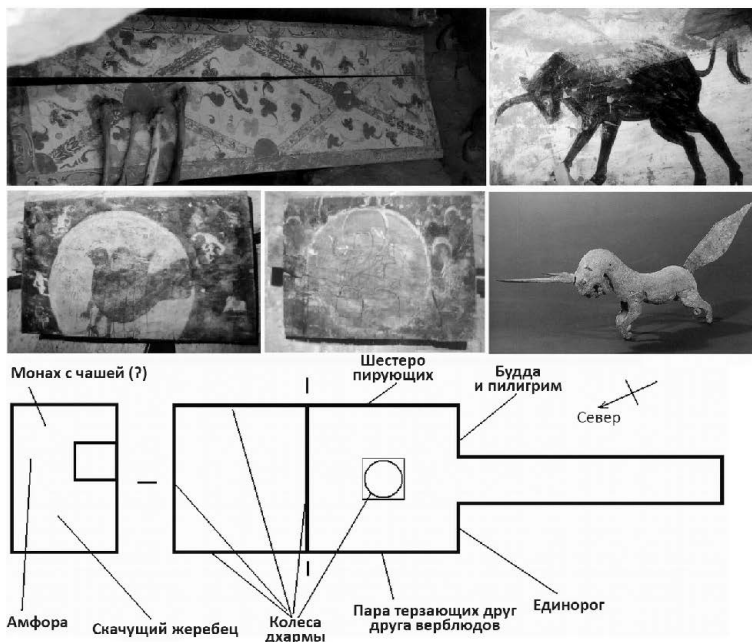 Монах с чашей (?)
Шестеро
пирующих
Будда
и пилигрим
Север
Амфора
Скачущий жеребец
Колеса
дхармы
Пара терзающих друг
друга верблюдов
Единорог